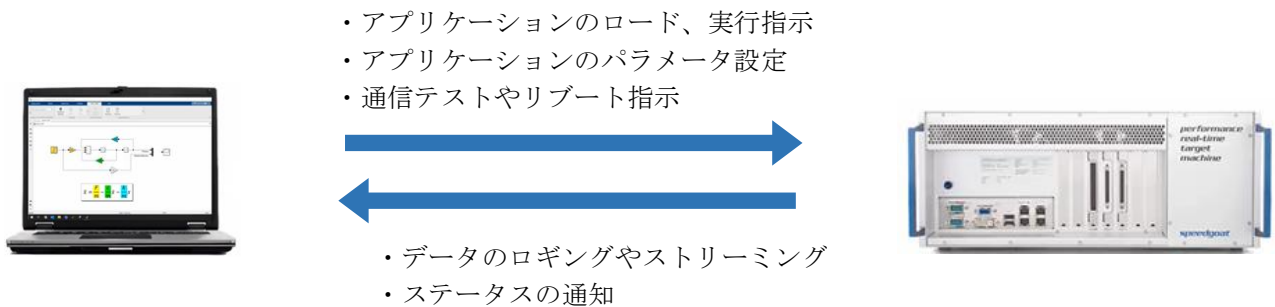 ・アプリケーションのロード、実行指示
・アプリケーションのパラメータ設定
・通信テストやリブート指示
performance
real-time
target
machine
speedgoat
・データのロギングやストリーミング
・ステータスの通知